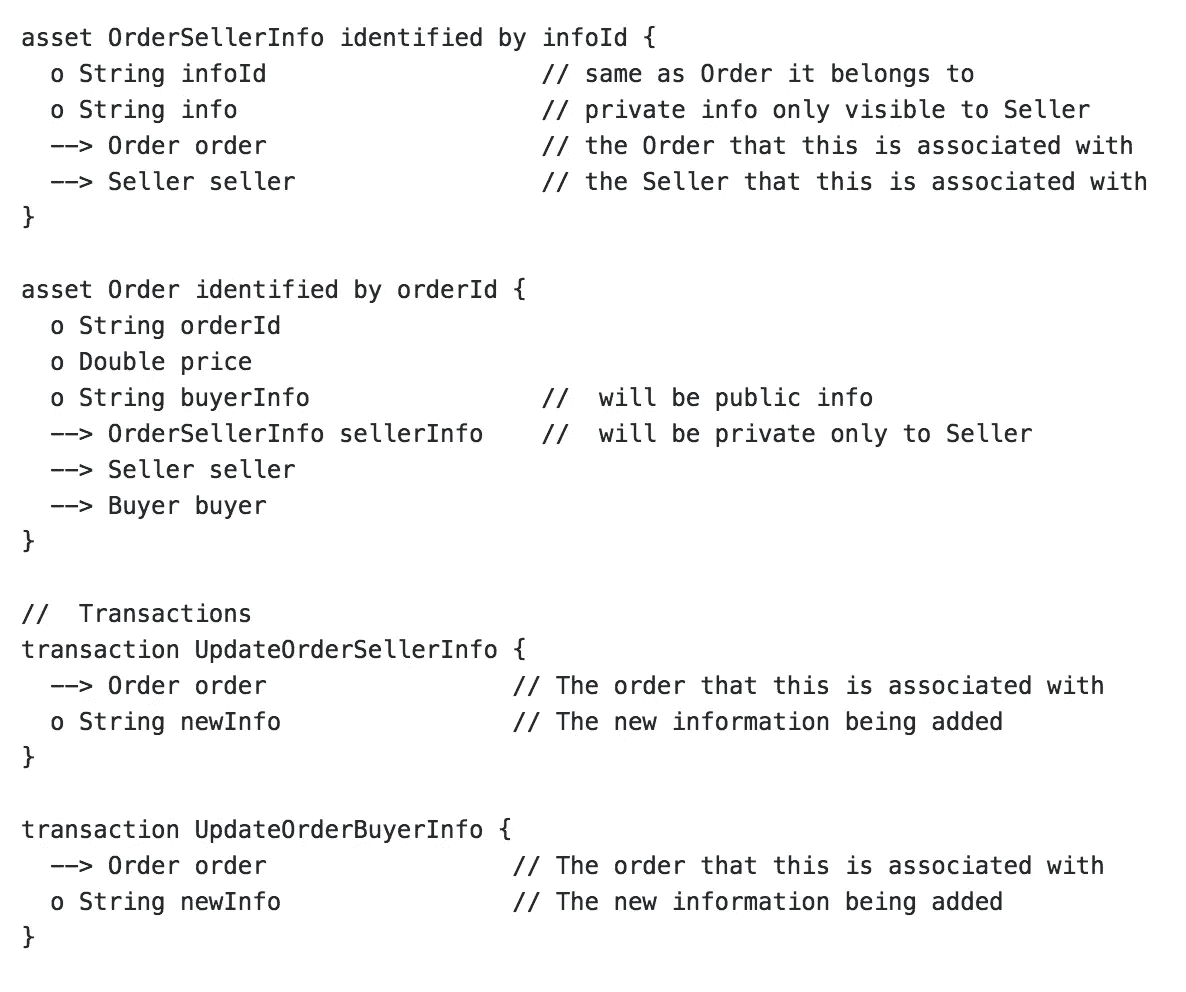 asset OrderSellerInfo identified by infoId {
  o String infoId                   // same as Order it belongs to
  o String info                     // private info only visible to Seller
  --> Order order                   // the Order that this is associated with
  --> Seller seller                 // the Seller that this is associated with
}

asset Order identified by orderId {
  o String orderId
  o Double price
  o String buyerInfo                //  will be public info
  --> OrderSellerInfo sellerInfo    //  will be private only to Seller
  --> Seller seller
  --> Buyer buyer
}

//  Transactions
transaction UpdateOrderSellerInfo {
  --> Order order                 // The order that this is associated with
  o String newInfo                // The new information being added
}

transaction UpdateOrderBuyerInfo {
  --> Order order                 // The order that this is associated with
  o String newInfo                // The new information being added
}